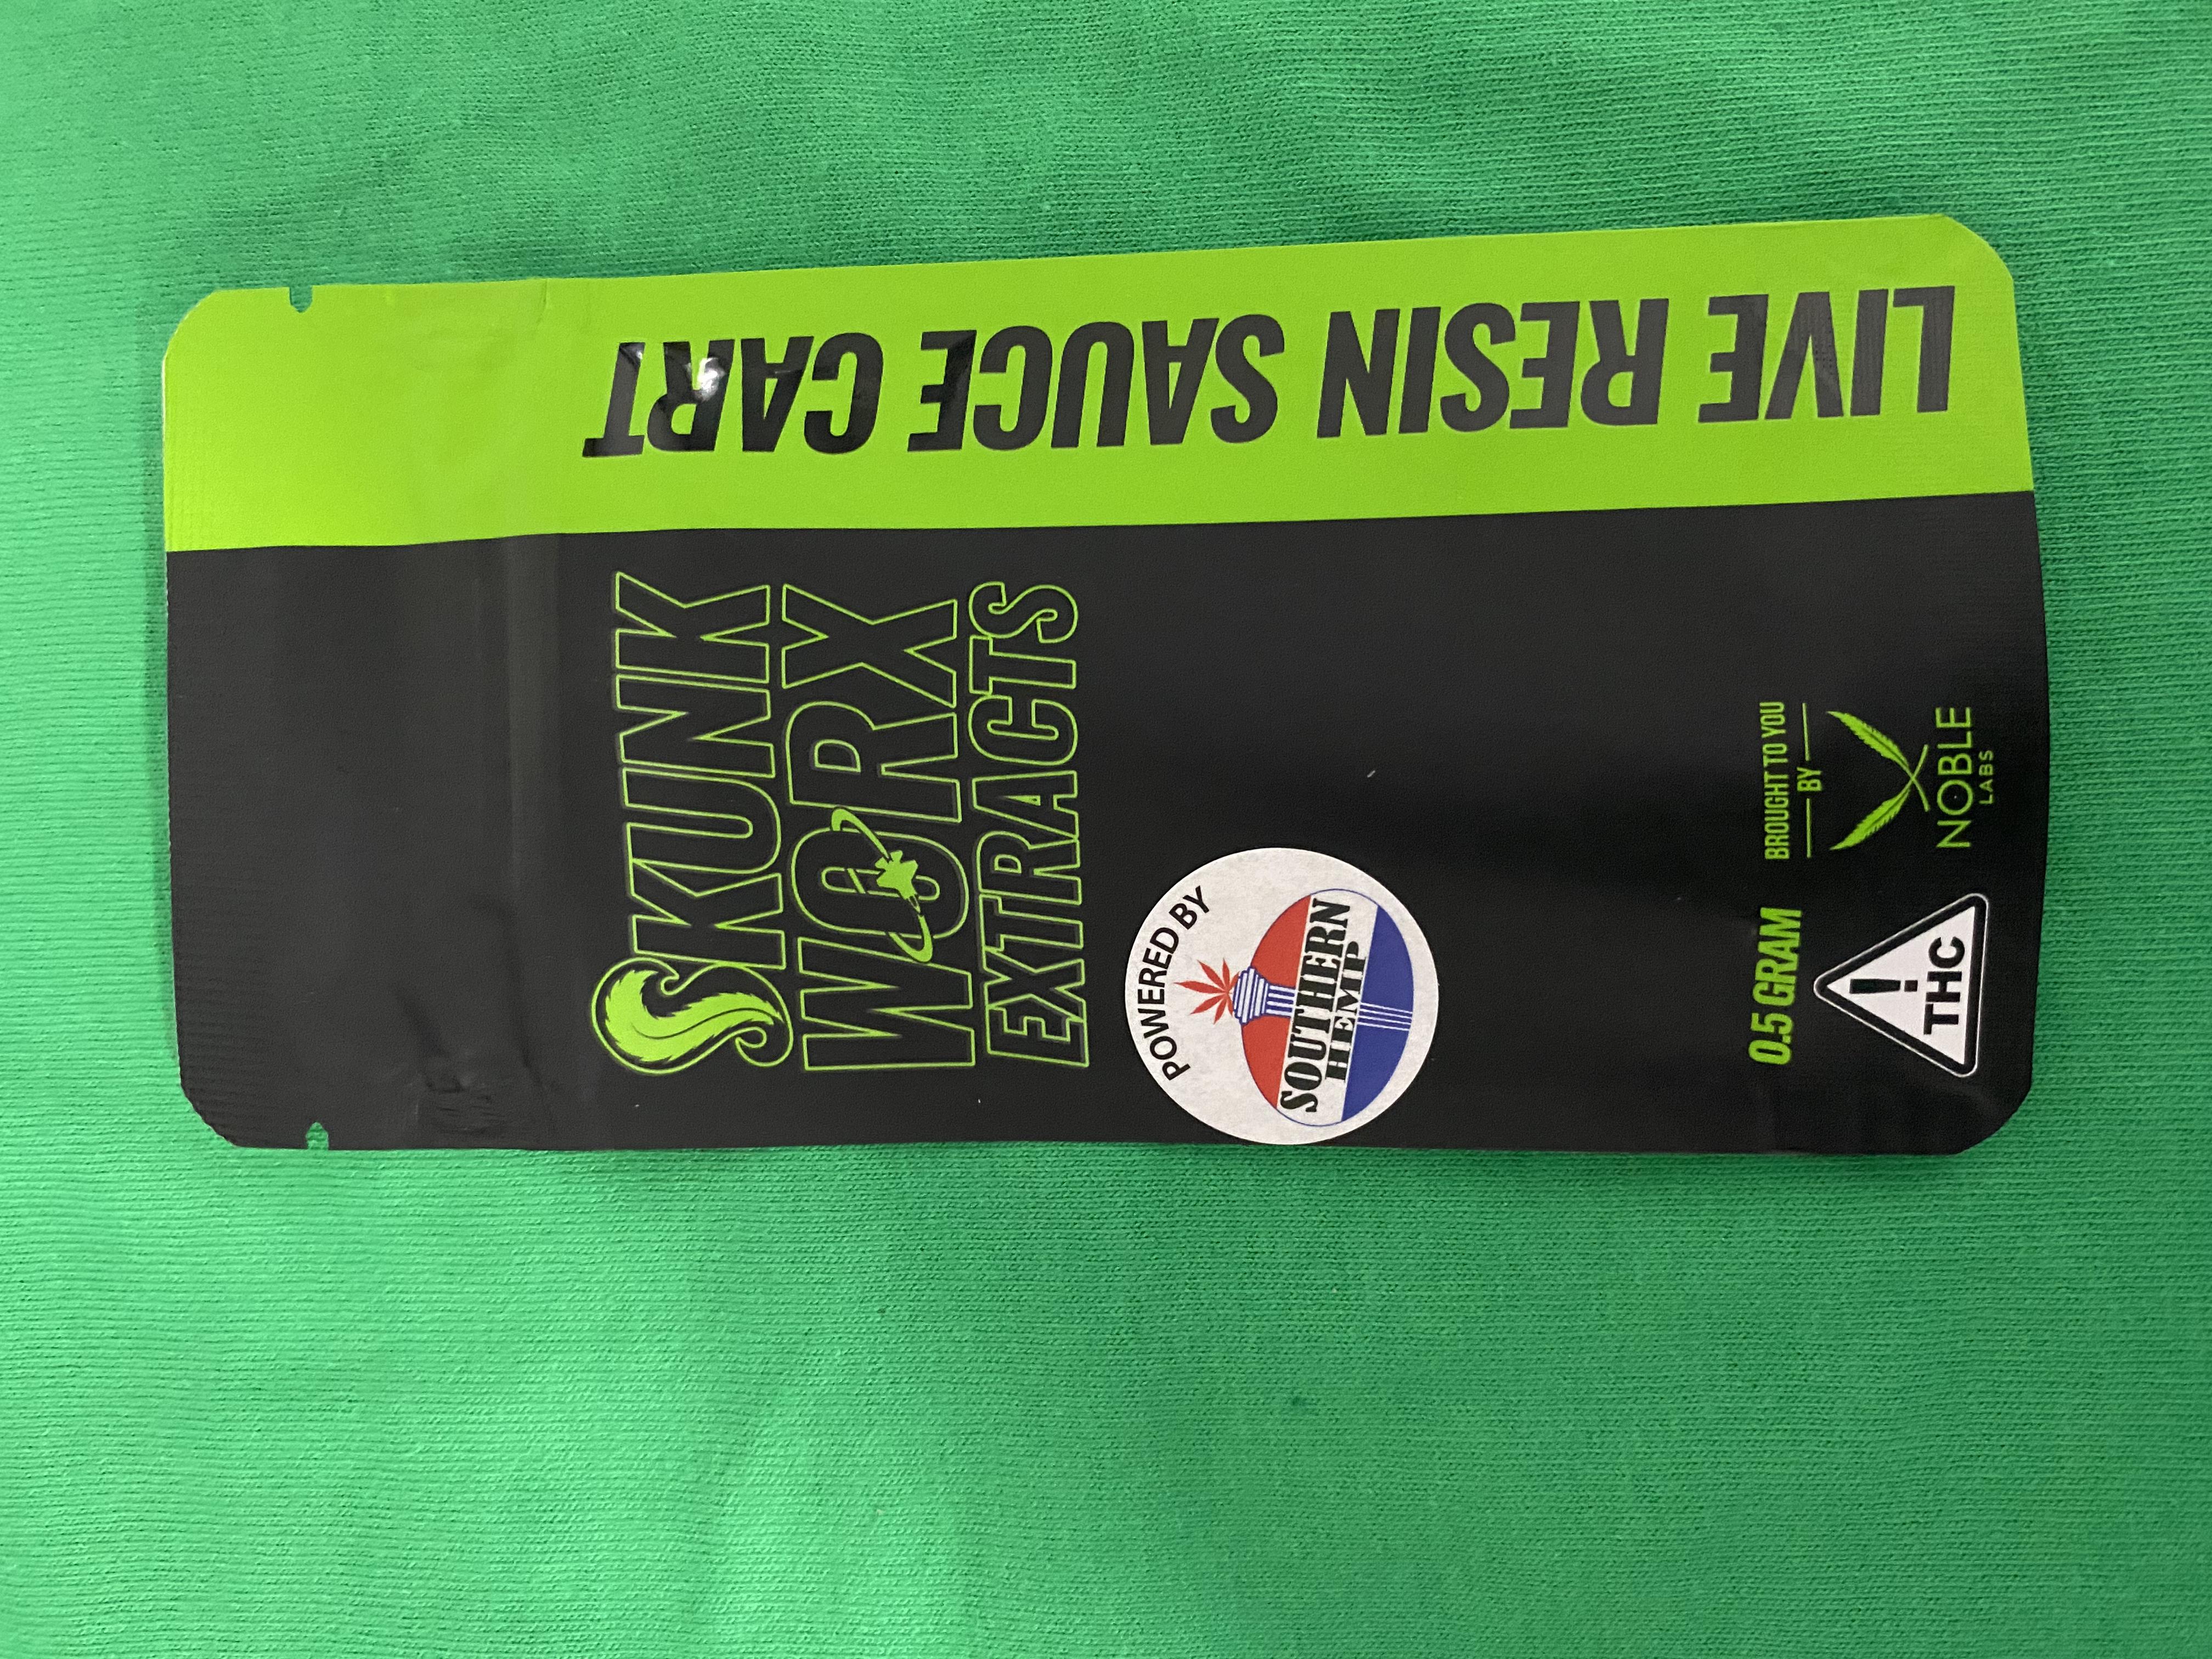 LIVE RESIN SAUCE CART
SKUNK
WORX
EXTRACTS
POWERED BY
SOUTHERN
HEMP
0.5 GRAM
THC
BROUGHT TO YOU
BY
NOBLE
LABS